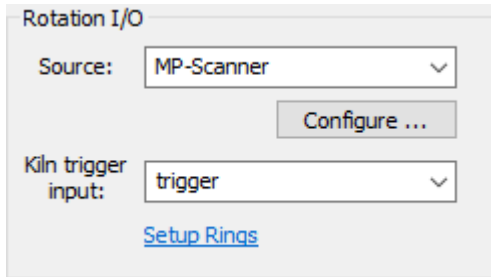 Rotation I/O
Source: MP-Scanner
Configure ...
Kiln trigger
input: trigger
Setup Rings